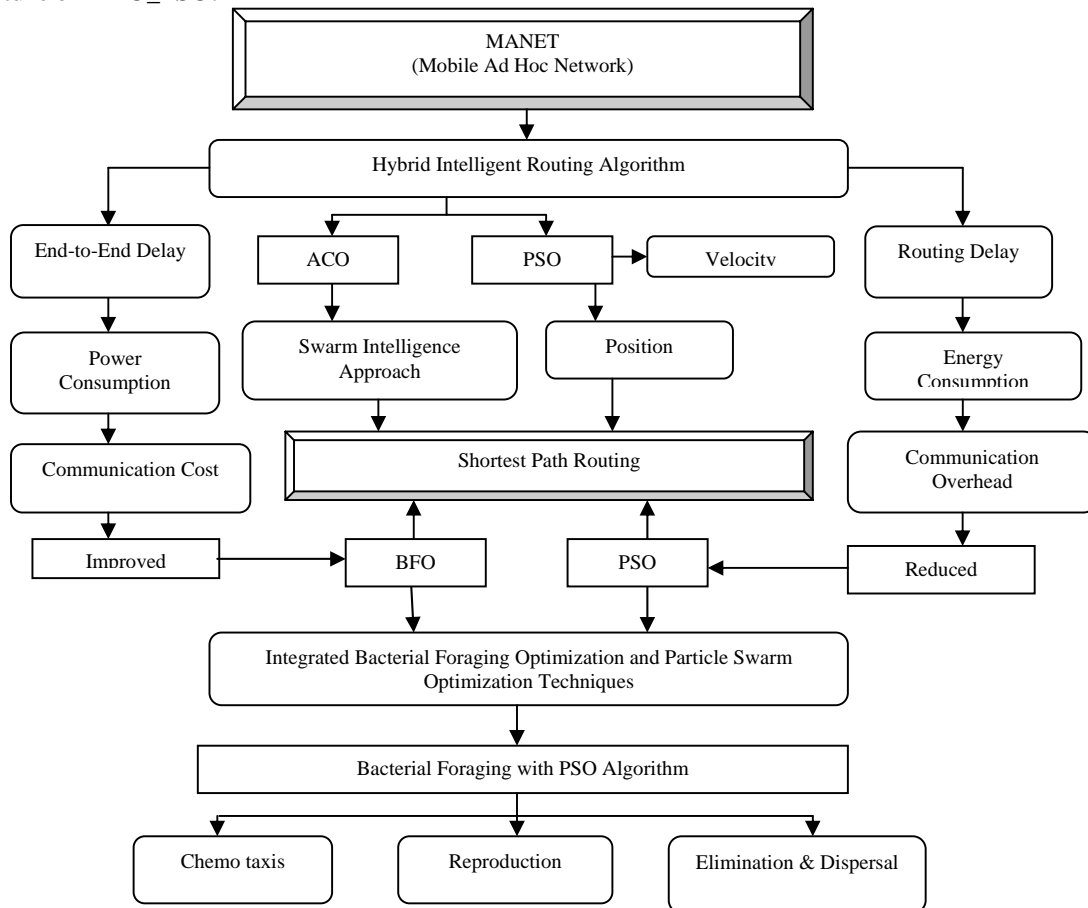 MANET
(Mobile Ad Hoc Network)
Hybrid Intelligent Routing Algorithm
End-to-End Delay
ACO
PSO
Velocity
Routing Delay
Power
Consumption
Swarm Intelligence
Approach
Position
Energy
Consumption
Communication Cost
Shortest Path Routing
Communication
Overhead
Improved
BFO
PSO
Reduced
Integrated Bacterial Foraging Optimization and Particle Swarm
Optimization Techniques
Bacterial Foraging with PSO Algorithm
Chemo taxis
Reproduction
Elimination & Dispersal